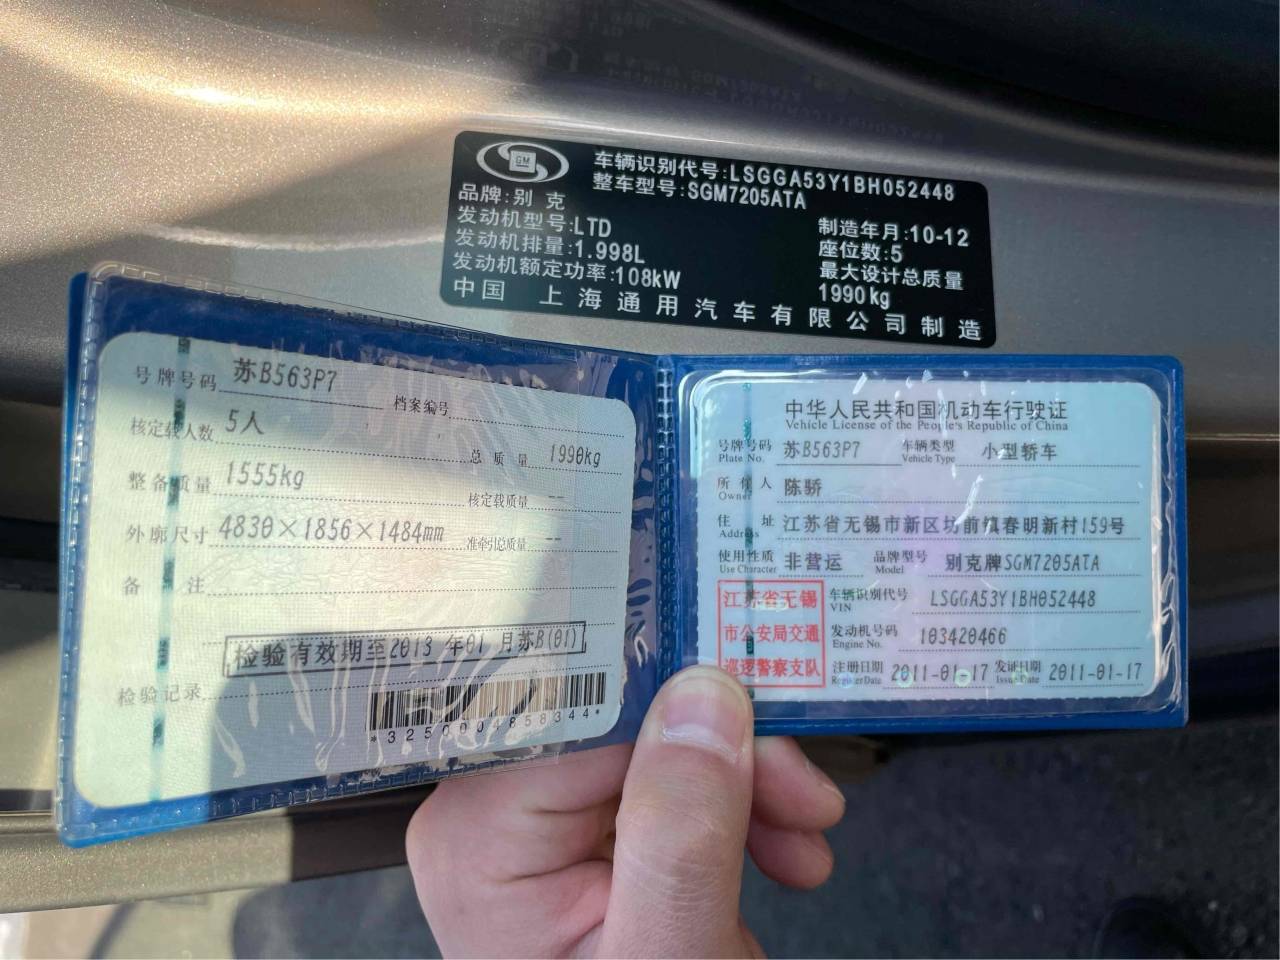 GM
车辆识别代号:LSGGA53Y1BH052448
整车型号:SGM7205ATA
品牌:别 克
发动机型号:LTD
制造年月:10-12
发动机排量:1.998L
座位数:5
发动机额定功率:108kW
最大设计总质量
1990kg
中国 上海通用汽车有限公司制造
号牌号码 苏B563P7 档案编号
核定载人数 5人 总质量 1990kg
整备质量 1555kg 核定载质量 --
外廓尺寸 4830×1856×1484mm 准牵引总质量 --
备 注
检验有效期至2013年01月苏B(01)
检验记录
*3250004858344*
中华人民共和国机动车行驶证
Vehicle License of the People's Republic of China
号牌号码 苏B563P7 车辆类型 小型轿车
Plate No. Vehicle Type
所有人 陈骄
Owner
住 址 江苏省无锡市新区坊前镇春明新村159号
Address
使用性质 非营运 品牌型号 别克牌SGM7205ATA
Use Character Model
江苏省无锡
市公安局交通
巡逻警察支队
车辆识别代号 LSGGA53Y1BH052448
VIN
发动机号码 103420466
Engine No.
注册日期 2011-01-17 发证日期 2011-01-17
Register Date Issue Date